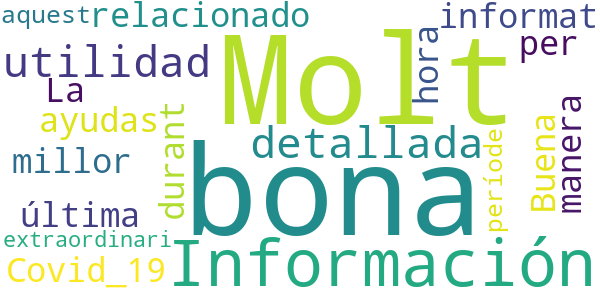 aquest relacionado informat
utilidad Molt hora per
La ayudas durant detallada Buena manera
millor bona període
última
extraordinari
Covid_19 Información